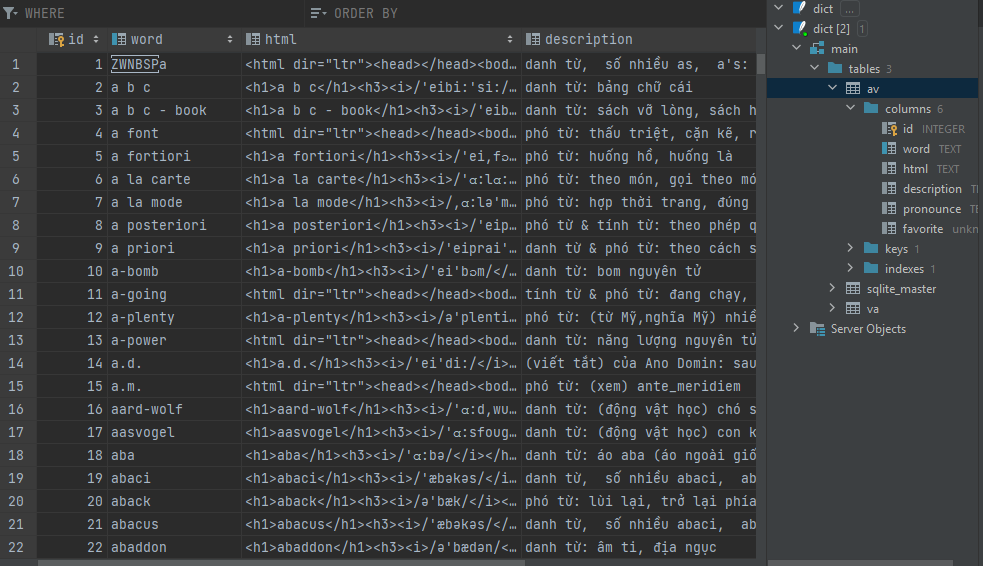 WHERE ORDER BY
id word html description
1 1 ZWNBSPa <html dir="ltr"><head></head><bod… danh từ, số nhiều as, a's:
2 2 a b c <h1>a b c</h1><h3><i>/'eibi:'si:/… danh từ: bảng chữ cái
3 3 a b c - book <h1>a b c - book</h1><h3><i>/'eib… danh từ: sách vỡ lòng, sách h
4 4 a font <html dir="ltr"><head></head><bod… phó từ: thấu triệt, cặn kẽ, r
5 5 a fortiori <h1>a fortiori</h1><h3><i>/'ei,fɔ… phó từ: huống hồ, huống là
6 6 a la carte <h1>a la carte</h1><h3><i>/'ɑ:lɑ:… phó từ: theo món, gọi theo mó
7 7 a la mode <h1>a la mode</h1><h3><i>/,ɑ:lə'm… phó từ: hợp thời trang, đúng
8 8 a posteriori <h1>a posteriori</h1><h3><i>/'eip… phó từ & tính từ: theo phép q
9 9 a priori <h1>a priori</h1><h3><i>/'eiprai'… danh từ & phó từ: theo cách s
10 10 a-bomb <h1>a-bomb</h1><h3><i>/'ei'bɔm/</… danh từ: bom nguyên tử
11 11 a-going <html dir="ltr"><head></head><bod… tính từ & phó từ: đang chạy,
12 12 a-plenty <h1>a-plenty</h1><h3><i>/ə'plenti… phó từ: (từ Mỹ,nghĩa Mỹ) nhiề
13 13 a-power <html dir="ltr"><head></head><bod… danh từ: năng lượng nguyên tử
14 14 a.d. <h1>a.d.</h1><h3><i>/'ei'di:/</i>… (viết tắt) của Ano Domin: sau
15 15 a.m. <html dir="ltr"><head></head><bod… phó từ: (xem) ante_meridiem
16 16 aard-wolf <h1>aard-wolf</h1><h3><i>/'ɑ:d,wu… danh từ: (động vật học) chó s
17 17 aasvogel <h1>aasvogel</h1><h3><i>/'ɑ:sfoug… danh từ: (động vật học) con k
18 18 aba <h1>aba</h1><h3><i>/'ɑ:bə/</i></h… danh từ: áo aba (áo ngoài giố
19 19 abaci <h1>abaci</h1><h3><i>/'æbəkəs/</i… danh từ, số nhiều abaci, ab
20 20 aback <h1>aback</h1><h3><i>/ə'bæk/</i><… phó từ: lùi lại, trở lại phía
21 21 abacus <h1>abacus</h1><h3><i>/'æbəkəs/</… danh từ, số nhiều abaci, ab
22 22 abaddon <h1>abaddon</h1><h3><i>/ə'bædən/<… danh từ: âm ti, địa ngục
dict ...
dict [2] 1
main
tables 3
av
columns 6
id INTEGER
word TEXT
html TEXT
description TE
pronounce TE
favorite unkn
keys 1
indexes 1
sqlite_master
va
Server Objects